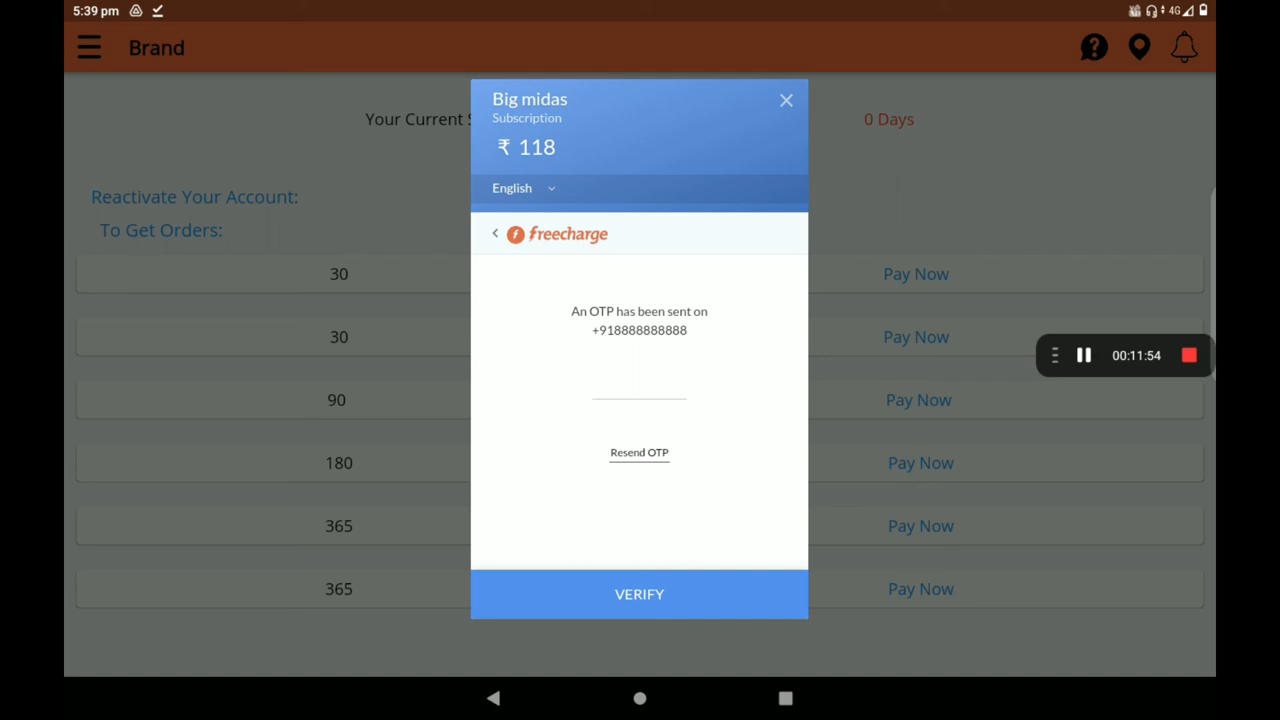 5:39 pm
4G
Brand
Big midas
Subscription
₹ 118
English
Your Current S
0 Days
Reactivate Your Account:
To Get Orders:
freecharge
An OTP has been sent on
+918888888888
Resend OTP
VERIFY
30 Pay Now
30 Pay Now
90 Pay Now
180 Pay Now
365 Pay Now
365 Pay Now
00:11:54